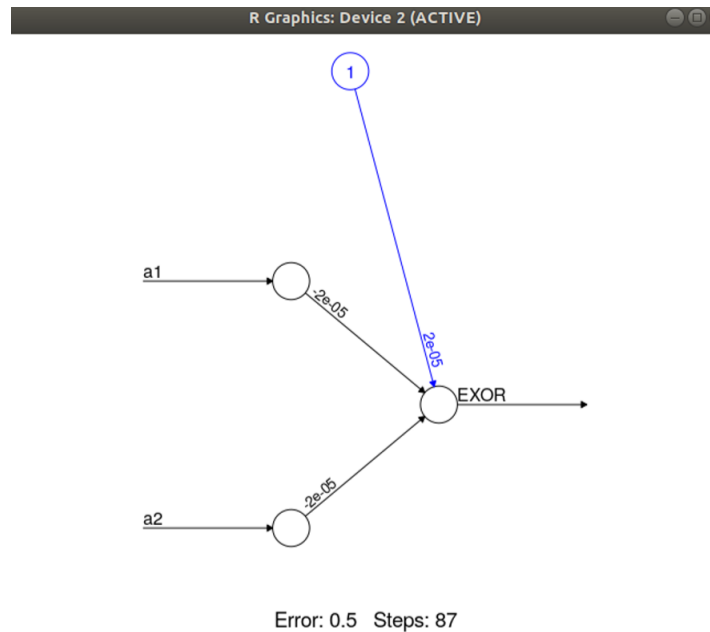 R Graphics: Device 2 (ACTIVE)
1
a1
-2e-05
2e-05
EXOR
-2e-05
a2
Error: 0.5 Steps: 87